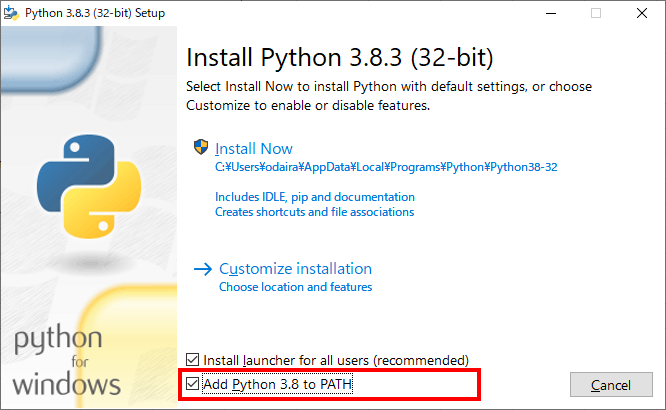 Python 3.8.3 (32-bit) Setup
Install Python 3.8.3 (32-bit)
Select Install Now to install Python with default settings, or choose
Customize to enable or disable features.
Install Now
C:¥Users¥odaira¥AppData¥Local¥Programs¥Python¥Python38-32
Includes IDLE, pip and documentation
Creates shortcuts and file associations
Customize installation
Choose location and features
python
for
windows
Install launcher for all users (recommended)
Add Python 3.8 to PATH
Cancel